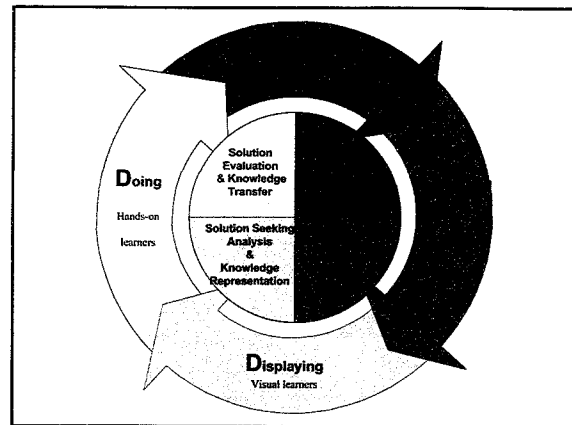 Solution
Evaluation
& Knowledge
Transfer
Doing
Hands-on
learners
Solution Seeking
Analysis
&
Knowledge
Representation
Displaying
Visual learners